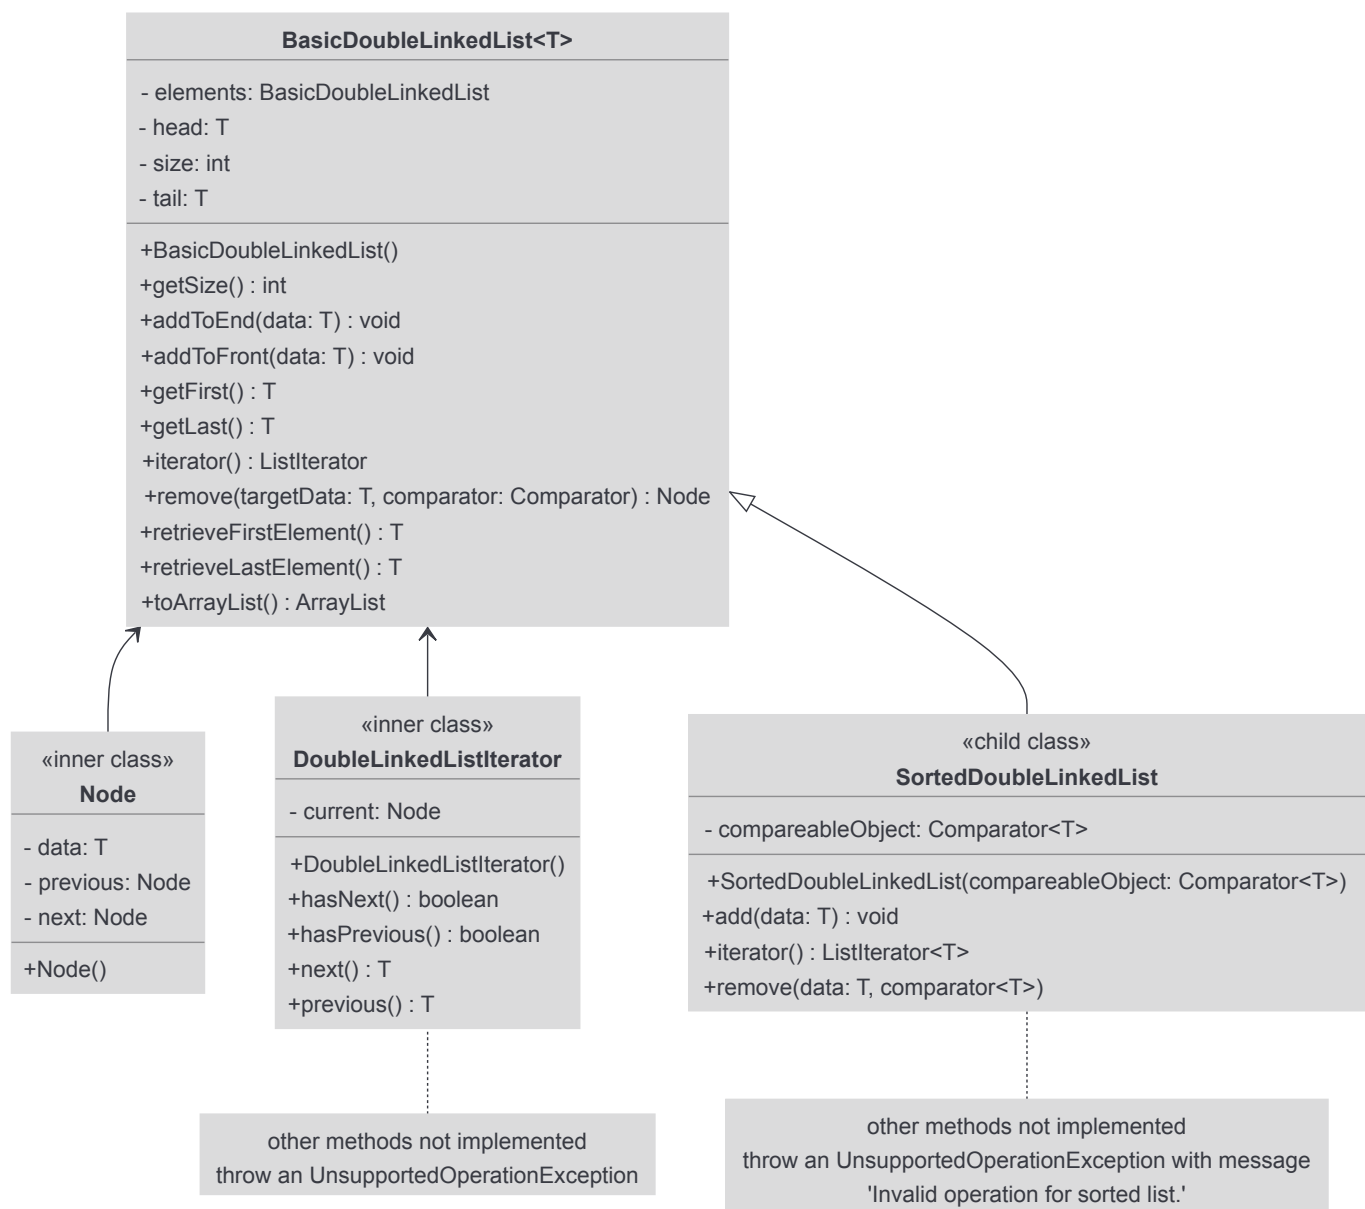 BasicDoubleLinkedList<T>
- elements: BasicDoubleLinkedList
- head: T
- size: int
- tail: T
+BasicDoubleLinkedList()
+getSize() : int
+addToEnd(data: T) : void
+addToFront(data: T) : void
+getFirst() : T
+getLast() : T
+iterator() : ListIterator
+remove(targetData: T, comparator: Comparator) : Node
+retrieveFirstElement() : T
+retrieveLastElement() : T
+toArrayList() : ArrayList
«inner class»
Node
- data: T
- previous: Node
- next: Node
+Node()
«inner class»
DoubleLinkedListIterator
- current: Node
+DoubleLinkedListIterator()
+hasNext() : boolean
+hasPrevious() : boolean
+next() : T
+previous() : T
«child class»
SortedDoubleLinkedList
- compareableObject: Comparator<T>
+SortedDoubleLinkedList(compareableObject: Comparator<T>)
+add(data: T) : void
+iterator() : ListIterator<T>
+remove(data: T, comparator<T>)
other methods not implemented
throw an UnsupportedOperationException
other methods not implemented
throw an UnsupportedOperationException with message
'Invalid operation for sorted list.'